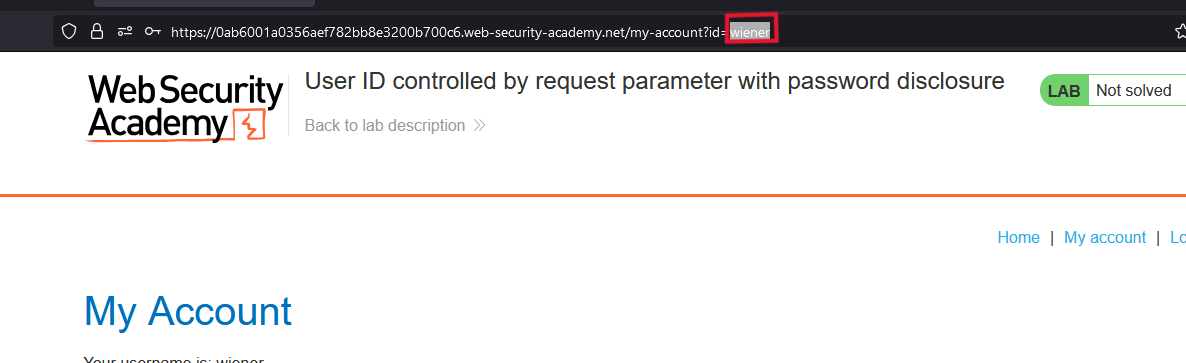 https://0ab6001a0356aef782bb8e3200b700c6.web-security-academy.net/my-account?id=wiener
Web Security
Academy
User ID controlled by request parameter with password disclosure
LAB Not solved
Back to lab description
Home | My account | Lo
My Account
Your username is: wiener